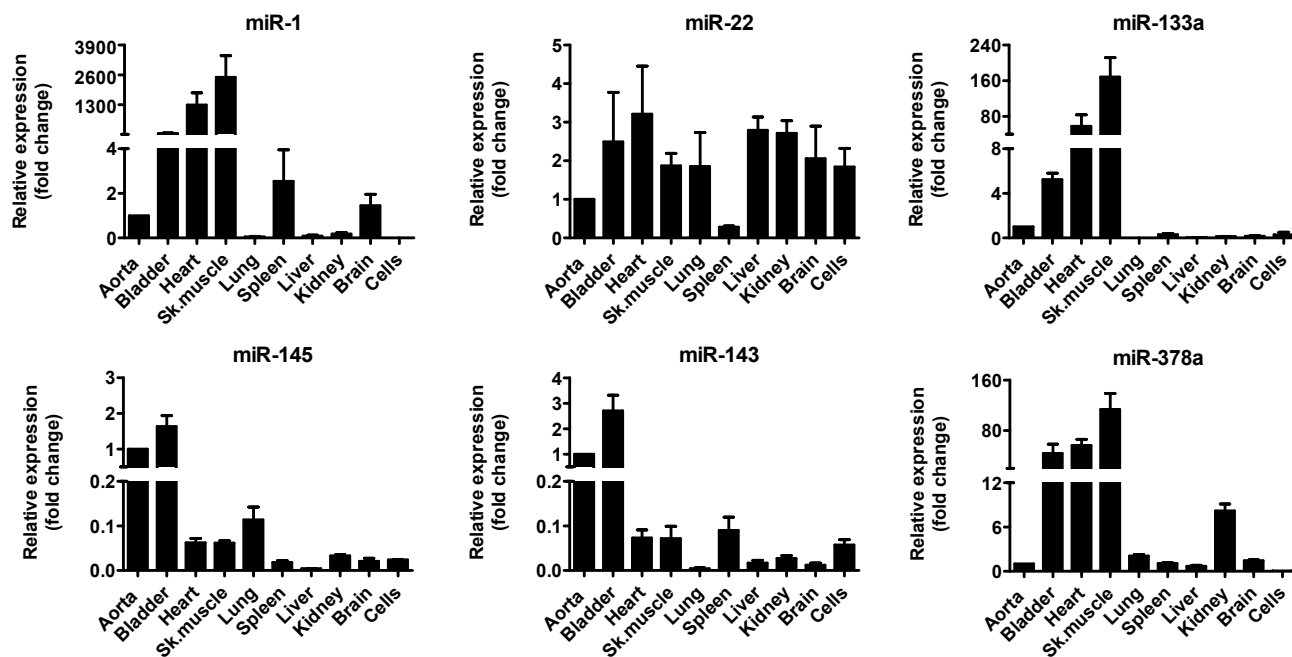 miR-1
Relative expression
(fold change)
3900
2600
1300
4
2
0
Aorta
Bladder
Heart
Sk.muscle
Lung
Spleen
Liver
Kidney
Brain
Cells
miR-22
Relative expression
(fold change)
5
4
3
2
1
0
Aorta
Bladder
Heart
Sk.muscle
Lung
Spleen
Liver
Kidney
Brain
Cells
miR-133a
Relative expression
(fold change)
240
160
80
8
4
0
Aorta
Bladder
Heart
Sk.muscle
Lung
Spleen
Liver
Kidney
Brain
Cells
miR-145
Relative expression
(fold change)
3
2
1
0.2
0.1
0.0
Aorta
Bladder
Heart
Sk.muscle
Lung
Spleen
Liver
Kidney
Brain
Cells
miR-143
Relative expression
(fold change)
4
3
2
1
0.2
0.1
0.0
Aorta
Bladder
Heart
Sk.muscle
Lung
Spleen
Liver
Kidney
Brain
Cells
miR-378a
Relative expression
(fold change)
160
80
12
6
0
Aorta
Bladder
Heart
Sk.muscle
Lung
Spleen
Liver
Kidney
Brain
Cells